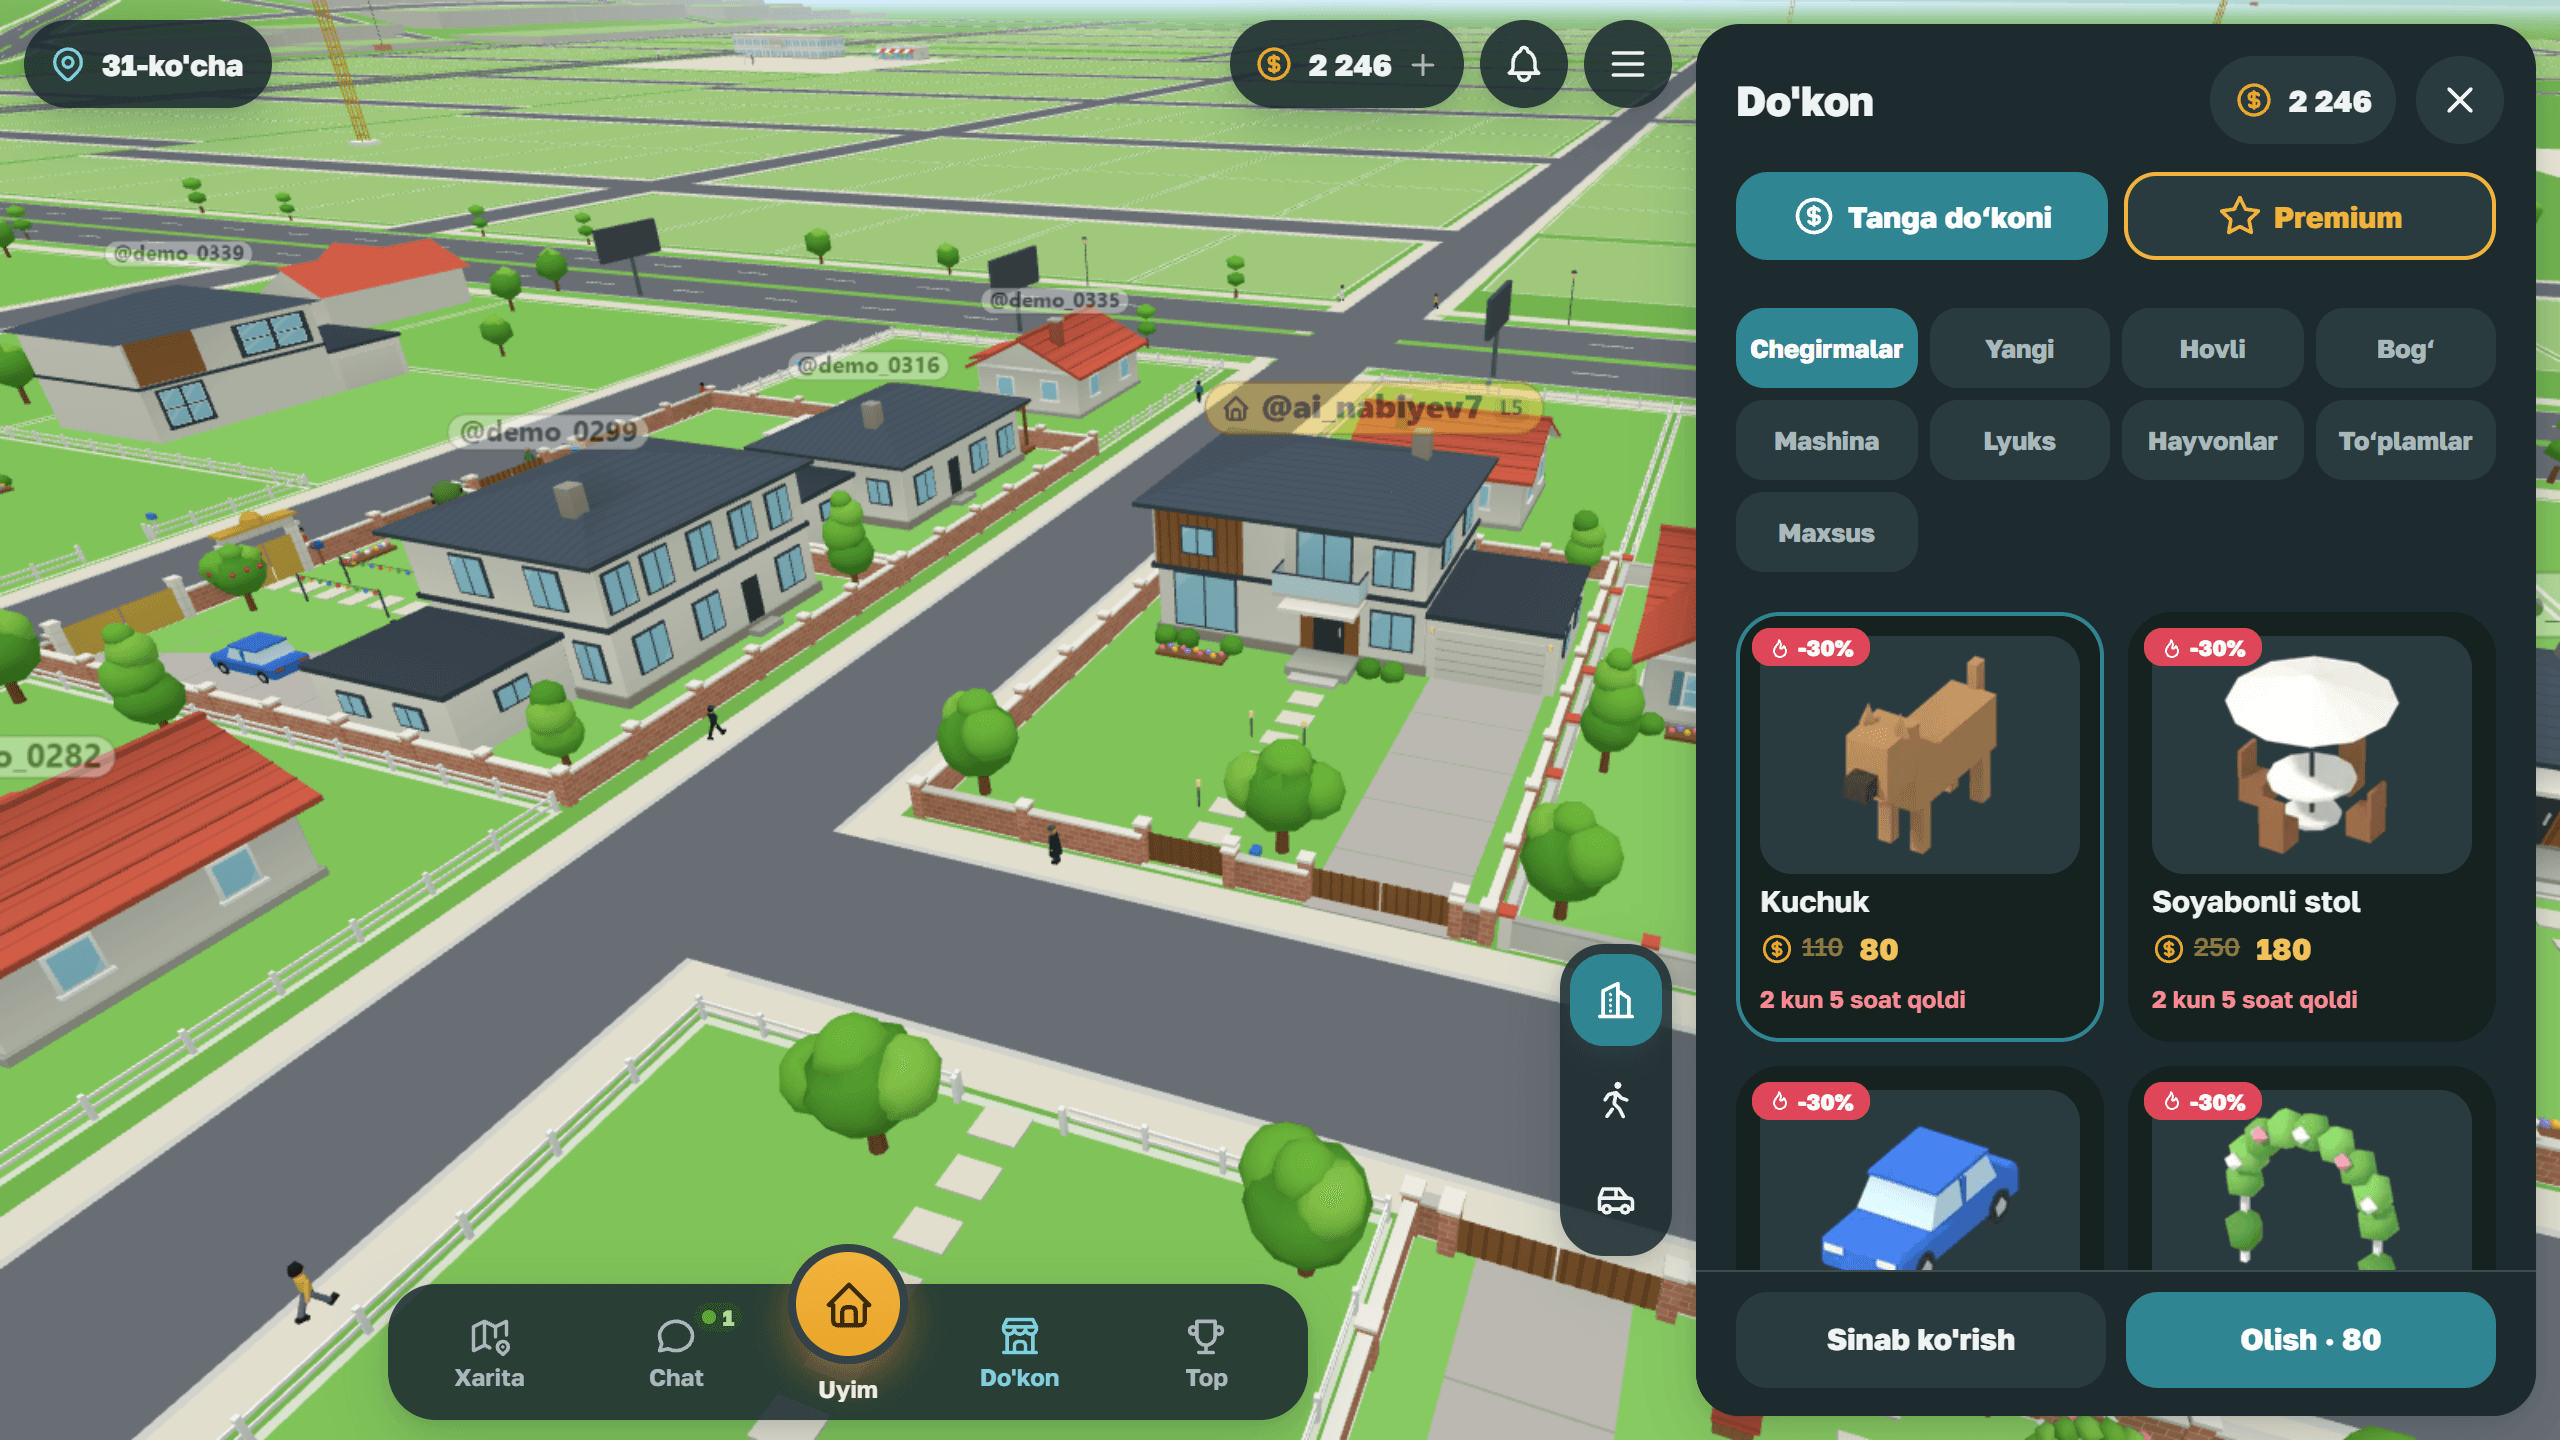 31-ko'cha
2 246 +
Do'kon
2 246
Tanga do‘koni
Premium
Chegirmalar
Yangi
Hovli
Bog‘
Mashina
Lyuks
Hayvonlar
To‘plamlar
Maxsus
-30%
Kuchuk
110 80
2 kun 5 soat qoldi
-30%
Soyabonli stol
250 180
2 kun 5 soat qoldi
-30%
-30%
Sinab ko'rish
Olish · 80
@demo_0339
@demo_0335
@demo_0316
@ai_nabiyev7 L5
@demo_0299
o_0282
Xarita
Chat
1
Uyim
Do'kon
Top